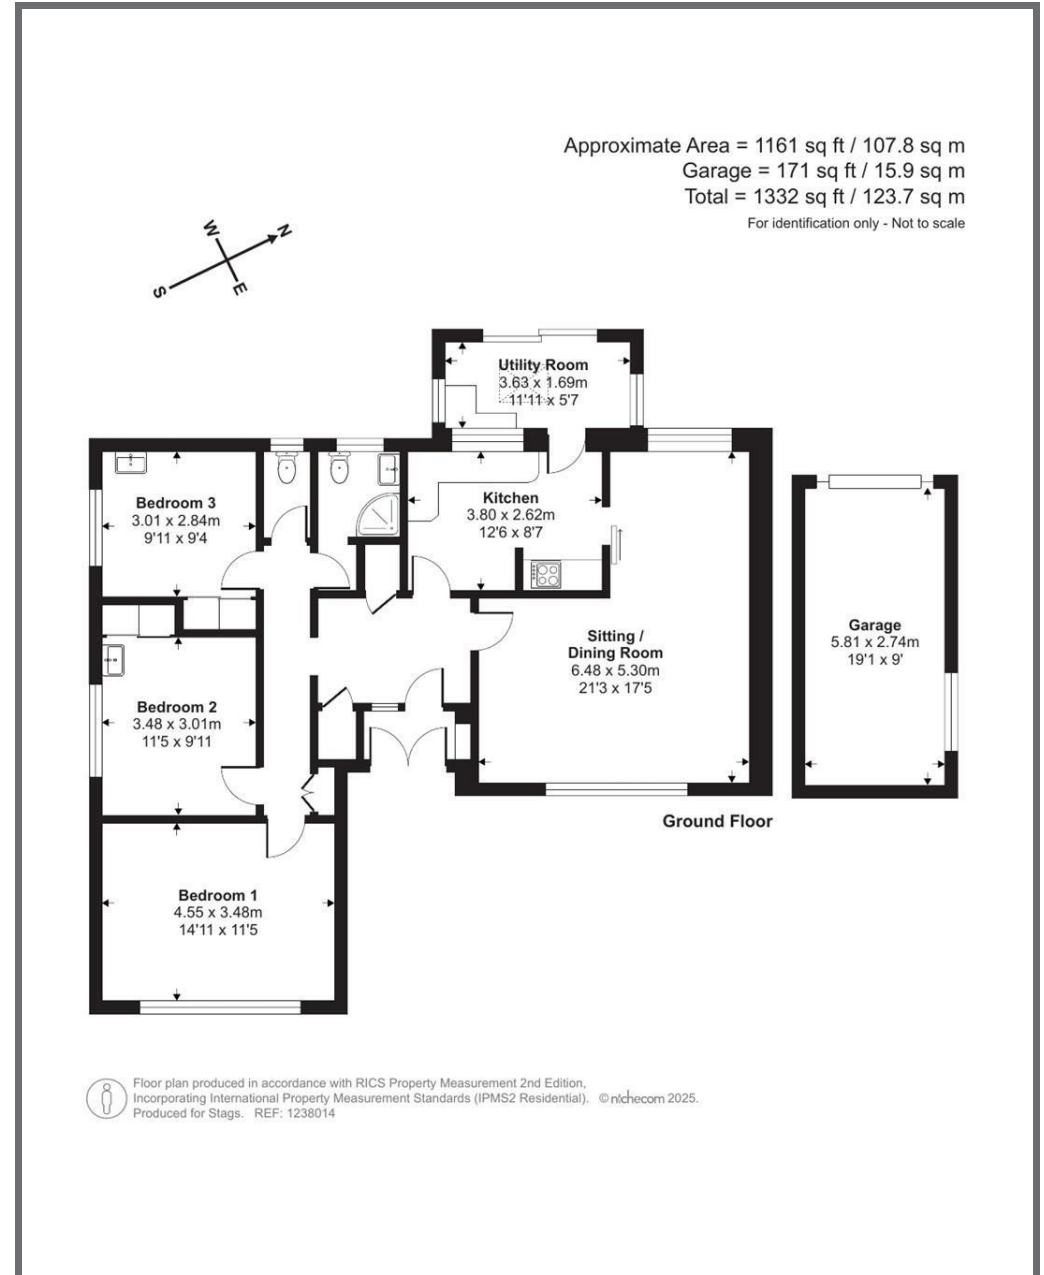 Approximate Area = 1161 sq ft / 107.8 sq m
Garage = 171 sq ft / 15.9 sq m
Total = 1332 sq ft / 123.7 sq m
For identification only - Not to scale
W
N
S
E
Utility Room
3.63 x 1.69m
11'11 x 5'7
Bedroom 3
3.01 x 2.84m
9'11 x 9'4
Kitchen
3.80 x 2.62m
12'6 x 8'7
Sitting /
Dining Room
6.48 x 5.30m
21'3 x 17'5
Garage
5.81 x 2.74m
19'1 x 9'
Bedroom 2
3.48 x 3.01m
11'5 x 9'11
Ground Floor
Bedroom 1
4.55 x 3.48m
14'11 x 11'5
Floor plan produced in accordance with RICS Property Measurement 2nd Edition,
Incorporating International Property Measurement Standards (IPMS2 Residential). © nichecom 2025.
Produced for Stags. REF: 1238014